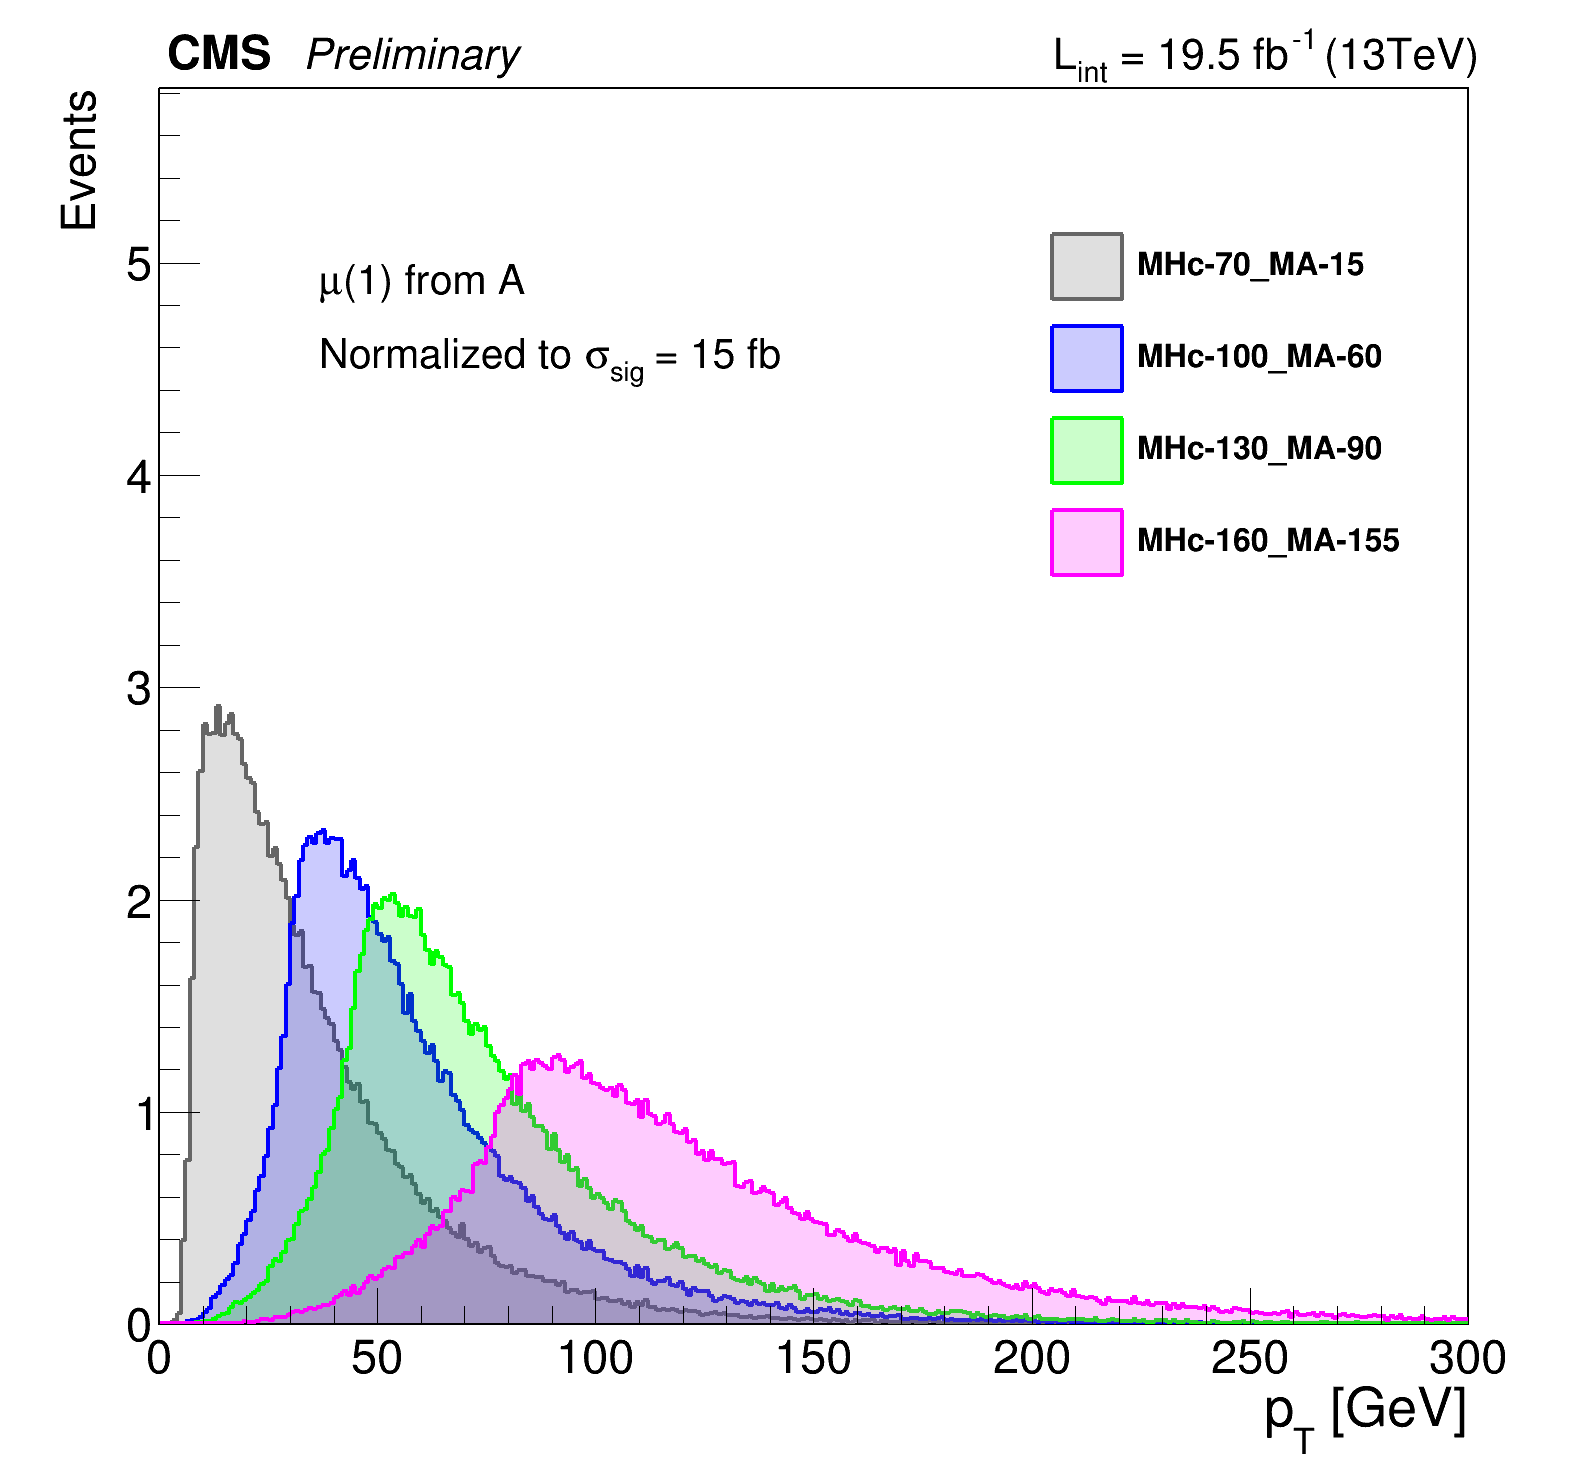 CMS Preliminary
L_int = 19.5 fb^-1 (13TeV)
Events
μ(1) from A
Normalized to σ_sig = 15 fb
MHc-70_MA-15
MHc-100_MA-60
MHc-130_MA-90
MHc-160_MA-155
5
4
3
2
1
0
0 50 100 150 200 250 300
p_T [GeV]